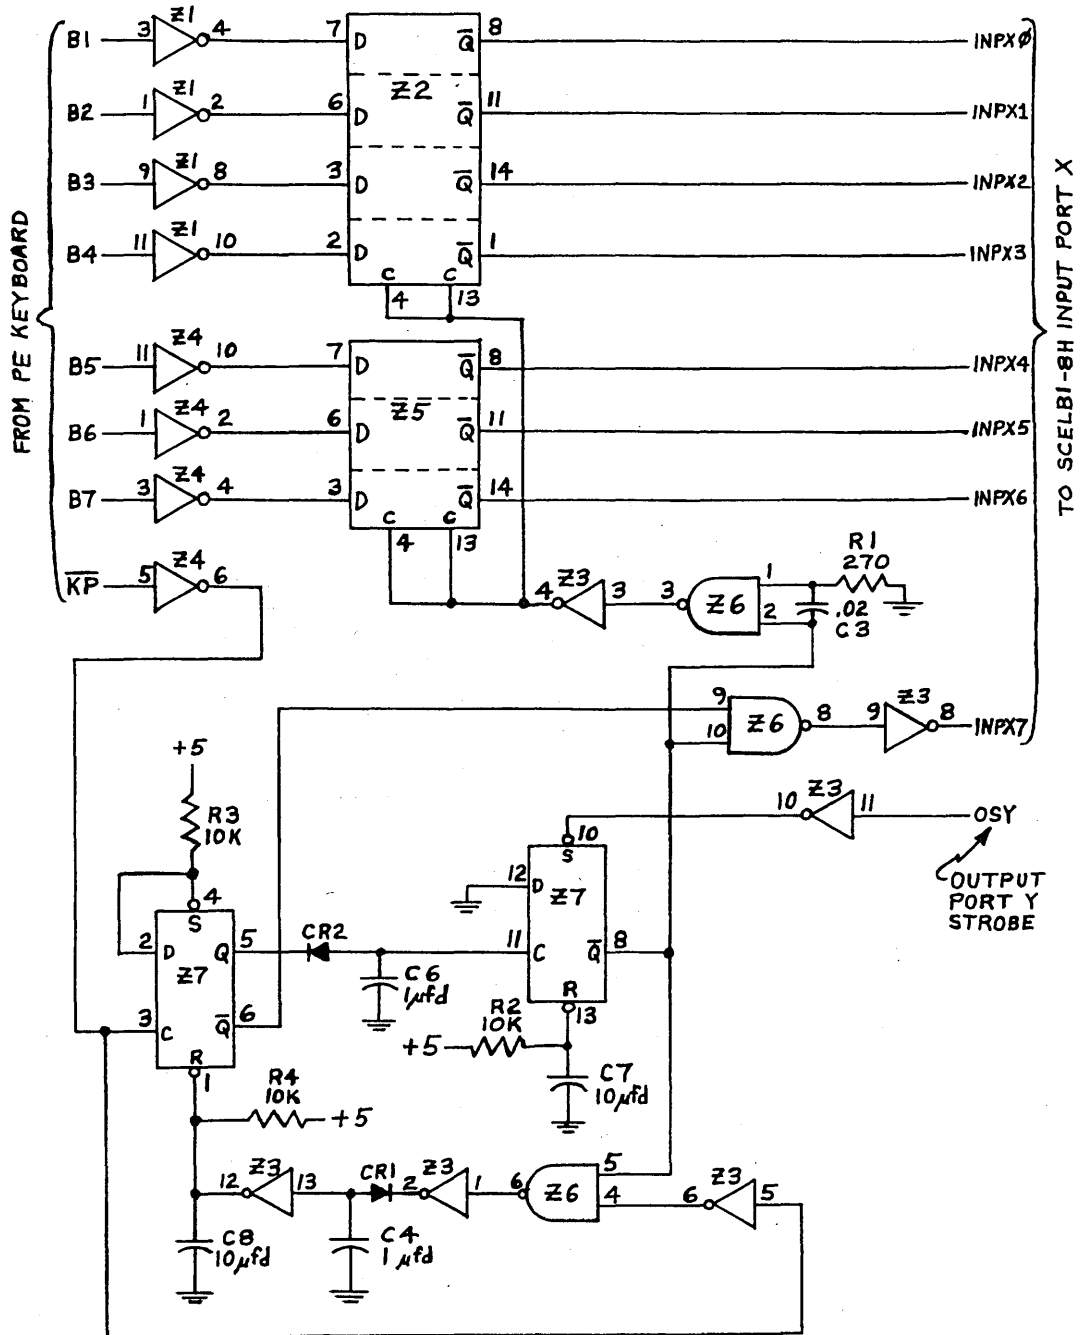 B1 3 Z1 4 7 D Q̅ 8 INPXØ
Z2
B2 1 Z1 2 6 D Q̅ 11 INPX1
B3 9 Z1 8 3 D Q̅ 14 INPX2
B4 11 Z1 10 2 D Q̅ 1 INPX3
C C
4 13
B5 11 Z4 10 7 D Q̅ 8 INPX4
Z5
B6 1 Z4 2 6 D Q̅ 11 INPX5
B7 3 Z4 4 3 D Q̅ 14 INPX6
C C
4 13
K̅P̅ 5 Z4 6
FROM PE KEYBOARD
TO SCELBI-8H INPUT PORT X
4 Z3 3 3 Z6 1 2
R1
270
.02
C3
9 10 Z6 8 9 Z3 8 INPX7
10 Z3 11 OSY
OUTPUT
PORT Y
STROBE
+5
R3
10K
4
S
2 D Q 5
Z7
3 C Q̅ 6
R
1
CR2
C6
1μfd
10
S
12 D
Z7
11 C Q̅ 8
R
13
R2
10K
+5
C7
10μfd
R4
10K
+5
12 Z3 13 CR1 2 Z3 1 6 Z6 5 4 6 Z3 5
C8
10μfd
C4
1μfd